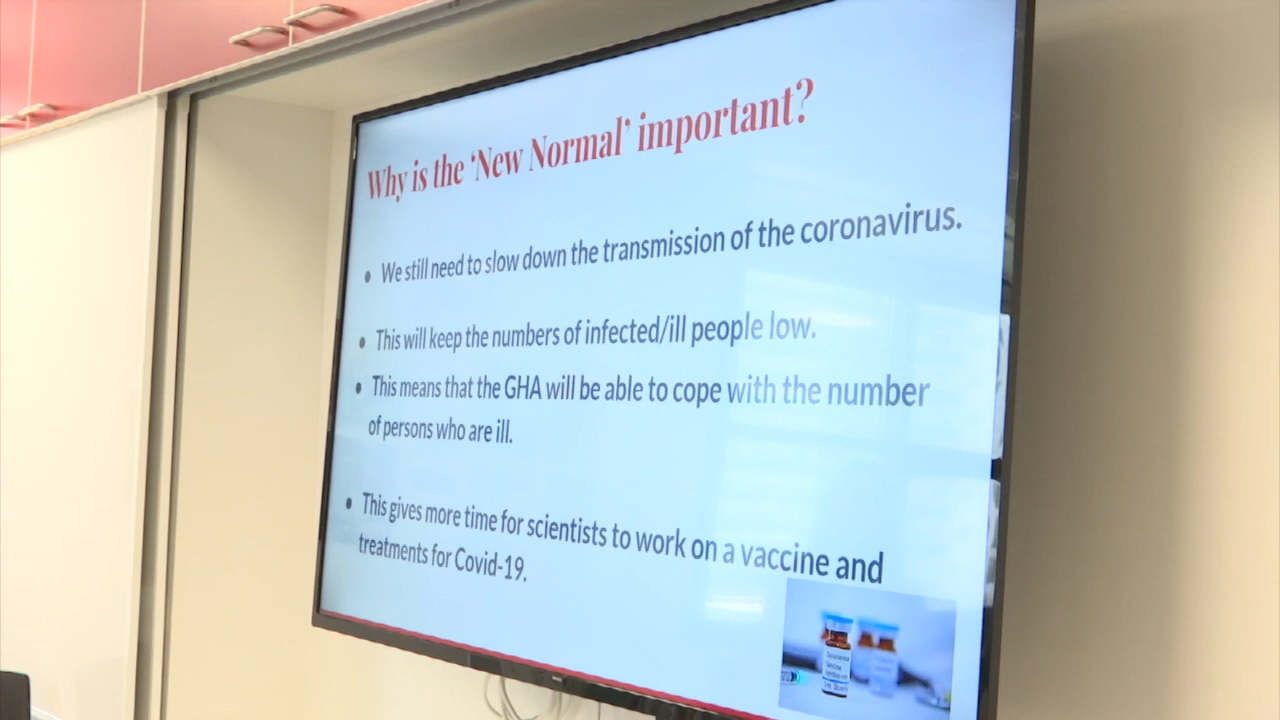 Why is the ‘New Normal’ important?
• We still need to slow down the transmission of the coronavirus.
• This will keep the numbers of infected/ill people low.
• This means that the GHA will be able to cope with the number
of persons who are ill.
• This gives more time for scientists to work on a vaccine and
treatments for Covid-19.